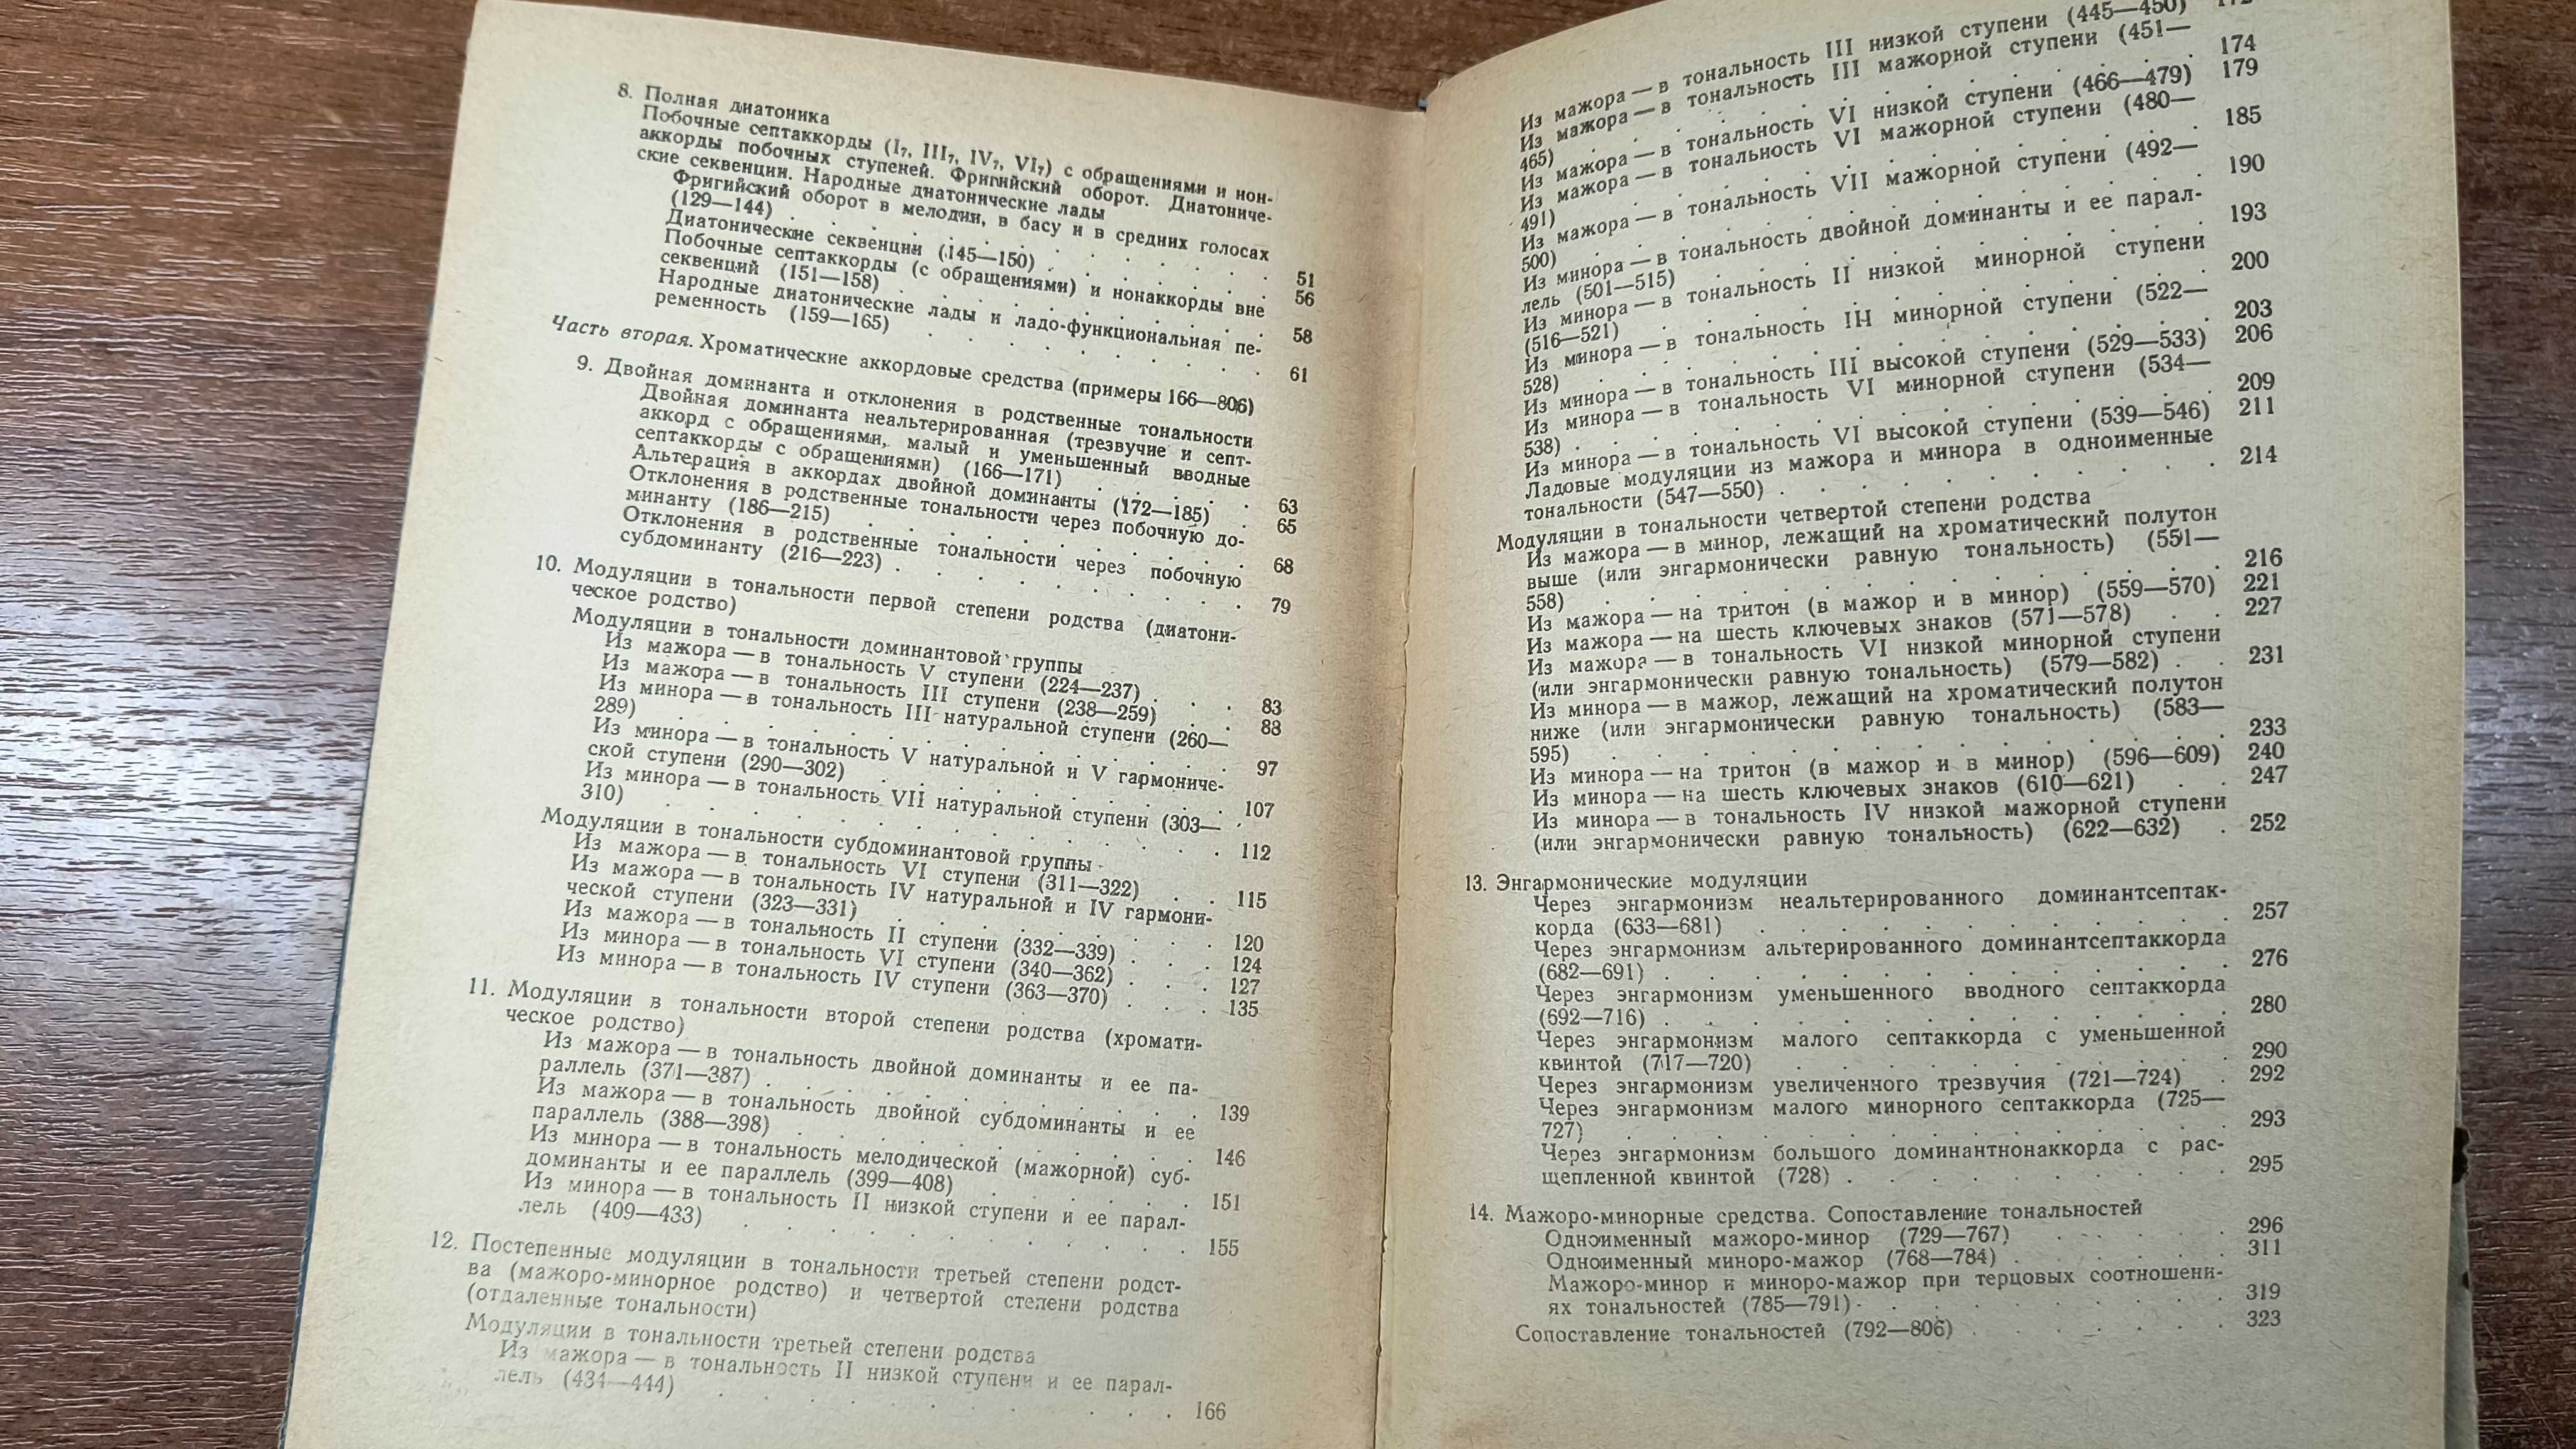 8. Полная диатоника
Побочные септаккорды (I₇, III₇, IV₇, VI₇) с обращениями и нон-
аккорды побочных ступеней. Фригийский оборот. Диатониче-
ские секвенции. Народные диатонические лады
Фригийский оборот в мелодии, в басу и в средних голосах
(129—144) . . . . . . . . 51
Диатонические секвенции (145—150) . . . . . 56
Побочные септаккорды (с обращениями) и нонаккорды вне
секвенций (151—158) . . . . . . . 58
Народные диатонические лады и ладо-функциональная пе-
ременность (159—165) . . . . . . . 61
Часть вторая. Хроматические аккордовые средства (примеры 166—806)
9. Двойная доминанта и отклонения в родственные тональности
Двойная доминанта неальтерированная (трезвучие и септ-
аккорд с обращениями, малый и уменьшенный вводные
септаккорды с обращениями) (166—171) . . . . 63
Альтерация в аккордах двойной доминанты (172—185) . 65
Отклонения в родственные тональности через побочную до-
минанту (186—215) . . . . . . . 68
Отклонения в родственные тональности через побочную
субдоминанту (216—223) . . . . . . . 79
10. Модуляции в тональности первой степени родства (диатони-
ческое родство)
Модуляции в тональности доминантовой группы
Из мажора — в тональность V ступени (224—237) . . . 83
Из мажора — в тональность III ступени (238—259) . . 88
Из минора — в тональность III натуральной ступени (260—
289) . . . . . . . . 97
Из минора — в тональность V натуральной и V гармониче-
ской ступени (290—302) . . . . . . . 107
Из минора — в тональность VII натуральной ступени (303—
310) . . . . . . . . 112
Модуляции в тональности субдоминантовой группы
Из мажора — в тональность VI ступени (311—322) . . 115
Из мажора — в тональность IV натуральной и IV гармони-
ческой ступени (323—331) . . . . . . . 120
Из мажора — в тональность II ступени (332—339) . . . 124
Из минора — в тональность VI ступени (340—362) . . . 127
Из минора — в тональность IV ступени (363—370) . . . 135
11. Модуляции в тональности второй степени родства (хромати-
ческое родство)
Из мажора — в тональность двойной доминанты и ее па-
раллель (371—387) . . . . . . . . 139
Из мажора — в тональность двойной субдоминанты и ее
параллель (388—398) . . . . . . . . 146
Из минора — в тональность мелодической (мажорной) суб-
доминанты и ее параллель (399—408) . . . . . 151
Из минора — в тональность II низкой ступени и ее парал-
лель (409—433) . . . . . . . . 155
12. Постепенные модуляции в тональности третьей степени родст-
ва (мажоро-минорное родство) и четвертой степени родства
(отдаленные тональности)
Модуляции в тональности третьей степени родства
Из мажора — в тональность II низкой ступени и ее парал-
лель (434—444) . . . . . . . . 166
Из мажора — в тональность III низкой ступени (445—450)
Из мажора — в тональность III мажорной ступени (451—
465) . . . . . . . . 174
Из мажора — в тональность VI низкой ступени (466—479) 179
Из мажора — в тональность VI мажорной ступени (480—
491) . . . . . . . . 185
Из мажора — в тональность VII мажорной ступени (492—
500) . . . . . . . . 190
Из минора — в тональность двойной доминанты и ее парал-
лель (501—515) . . . . . . . . 193
Из минора — в тональность II низкой минорной ступени
(516—521) . . . . . . . . 200
Из минора — в тональность III минорной ступени (522—
528) . . . . . . . . 203
Из минора — в тональность III высокой ступени (529—533) 206
Из минора — в тональность VI минорной ступени (534—
538) . . . . . . . . 209
Из минора — в тональность VI высокой ступени (539—546) 211
Ладовые модуляции из мажора и минора в одноименные
тональности (547—550) . . . . . . . . 214
Модуляции в тональности четвертой степени родства
Из мажора — в минор, лежащий на хроматический полутон
выше (или энгармонически равную тональность) (551—
558) . . . . . . . . 216
Из мажора — на тритон (в мажор и в минор) (559—570) 221
Из мажора — на шесть ключевых знаков (571—578) . . 227
Из мажора — в тональность VI низкой минорной ступени
(или энгармонически равную тональность) (579—582) . . 231
Из минора — в мажор, лежащий на хроматический полутон
ниже (или энгармонически равную тональность) (583—
595) . . . . . . . . 233
Из минора — на тритон (в мажор и в минор) (596—609) 240
Из минора — на шесть ключевых знаков (610—621) . . 247
Из минора — в тональность IV низкой мажорной ступени
(или энгармонически равную тональность) (622—632) . 252
13. Энгармонические модуляции
Через энгармонизм неальтерированного доминантсептак-
корда (633—681) . . . . . . . . 257
Через энгармонизм альтерированного доминантсептаккорда
(682—691) . . . . . . . . 276
Через энгармонизм уменьшенного вводного септаккорда
(692—716) . . . . . . . . 280
Через энгармонизм малого септаккорда с уменьшенной
квинтой (717—720) . . . . . . . . 290
Через энгармонизм увеличенного трезвучия (721—724) . 292
Через энгармонизм малого минорного септаккорда (725—
727) . . . . . . . . 293
Через энгармонизм большого доминантнонаккорда с рас-
щепленной квинтой (728) . . . . . . . 295
14. Мажоро-минорные средства. Сопоставление тональностей
Одноименный мажоро-минор (729—767) . . . . . 296
Одноименный миноро-мажор (768—784) . . . . . 311
Мажоро-минор и миноро-мажор при терцовых соотношени-
ях тональностей (785—791) . . . . . . . 319
Сопоставление тональностей (792—806) . . . . . . 323